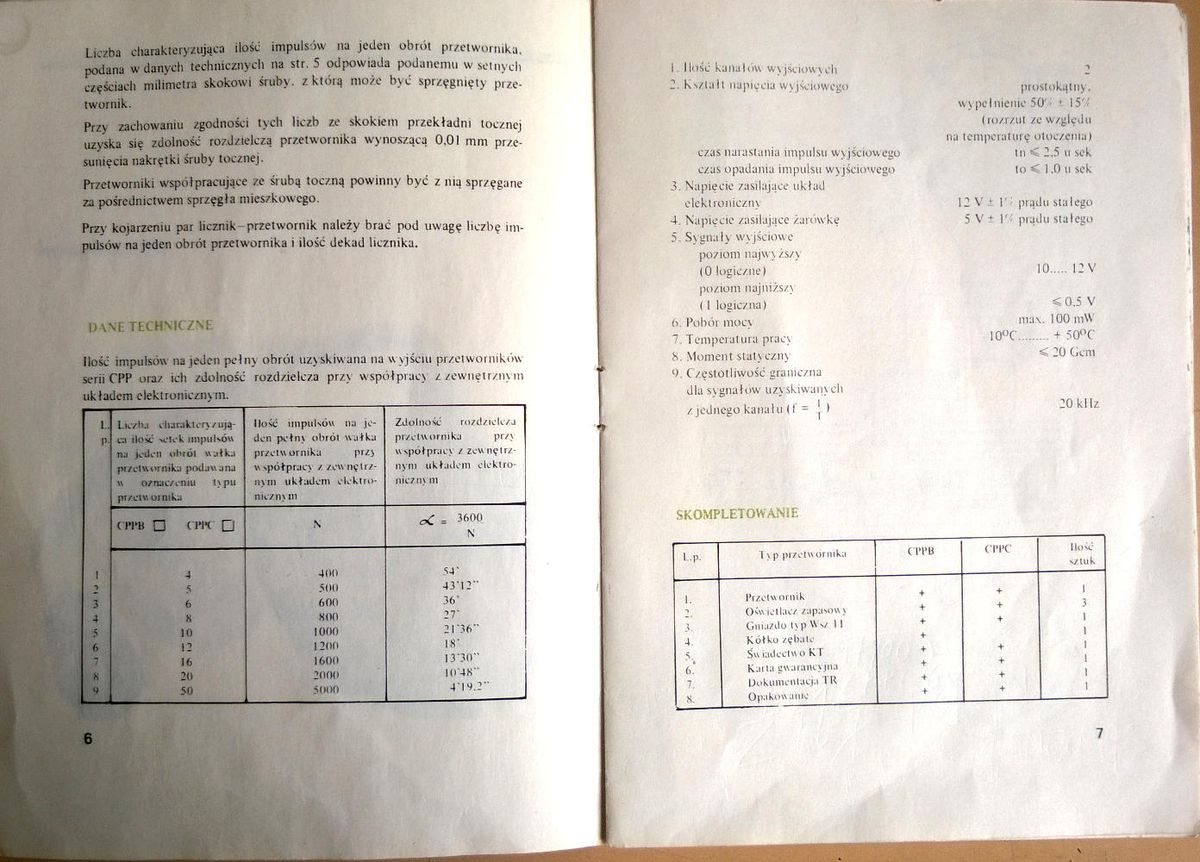 Liczba charakteryzująca ilość impulsów na jeden obrót przetwornika,
podana w danych technicznych na str. 5 odpowiada podanemu w setnych
częściach milimetra skokowi śruby. z którą może być sprzęgnięty prze-
twornik.
Przy zachowaniu zgodności tych liczb ze skokiem przekładni tocznej
uzyska się zdolność rozdzielczą przetwornika wynoszącą 0,01 mm prze-
sunięcia nakrętki śruby tocznej.
Przetworniki współpracujące ze śrubą toczną powinny być z nią sprzęgane
za pośrednictwem sprzęgła mieszkowego.
Przy kojarzeniu par licznik–przetwornik należy brać pod uwagę liczbę im-
pulsów na jeden obrót przetwornika i ilość dekad licznika.
DANE TECHNICZNE
Ilość impulsów na jeden pełny obrót uzyskiwana na wyjściu przetworników
serii CPP oraz ich zdolność rozdzielcza przy współpracy z zewnętrznym
układem elektronicznym.
L.p. Liczba charakteryzują-
ca ilość setek impulsów
na jeden obrót wałka
przetwornika podawana
w oznaczeniu typu
przetwornika
Ilość impulsów na je-
den pełny obrót wałka
przetwornika przy
współpracy z zewnętrz-
nym układem elektro-
nicznym
Zdolność rozdzielcza
przetwornika przy
współpracy z zewnętrz-
nym układem elektro-
nicznym
CPPB □ CPPC □ N α = 3600
N
1 4 400 54'
2 5 500 43'12"
3 6 600 36'
4 8 800 27'
5 10 1000 21'36"
6 12 1200 18'
7 16 1600 13'30"
8 20 2000 10'48"
9 50 5000 4'19,2"
6
1. Ilość kanałów wyjściowych 2
2. Kształt napięcia wyjściowego prostokątny,
wypełnienie 50% ± 15%
(rozrzut ze względu
na temperaturę otoczenia)
czas narastania impulsu wyjściowego tn ⩽ 2,5 u sek
czas opadania impulsu wyjściowego to ⩽ 1,0 u sek
3. Napięcie zasilające układ
elektroniczny 12 V ± 1% prądu stałego
4. Napięcie zasilające żarówkę 5 V ± 1% prądu stałego
5. Sygnały wyjściowe
poziom najwyższy
(0 logiczne) 10..... 12 V
poziom najniższy
(1 logiczna) ⩽ 0,5 V
6. Pobór mocy max. 100 mW
7. Temperatura pracy 10°C......... + 50°C
8. Moment statyczny ⩽ 20 Gcm
9. Częstotliwość graniczna
dla sygnałów uzyskiwanych
z jednego kanału (f = 1/T) 20 kHz
SKOMPLETOWANIE
L.p. Typ przetwornika CPPB CPPC Ilość
sztuk
1. Przetwornik + + 1
2. Oświetlacz zapasowy + + 3
3. Gniazdo typ Wsz 11 + + 1
4. Kółko zębate + 1
5. Świadectwo KT + + 1
6. Karta gwarancyjna + + 1
7. Dokumentacja TR + + 1
8. Opakowanie + + 1
7